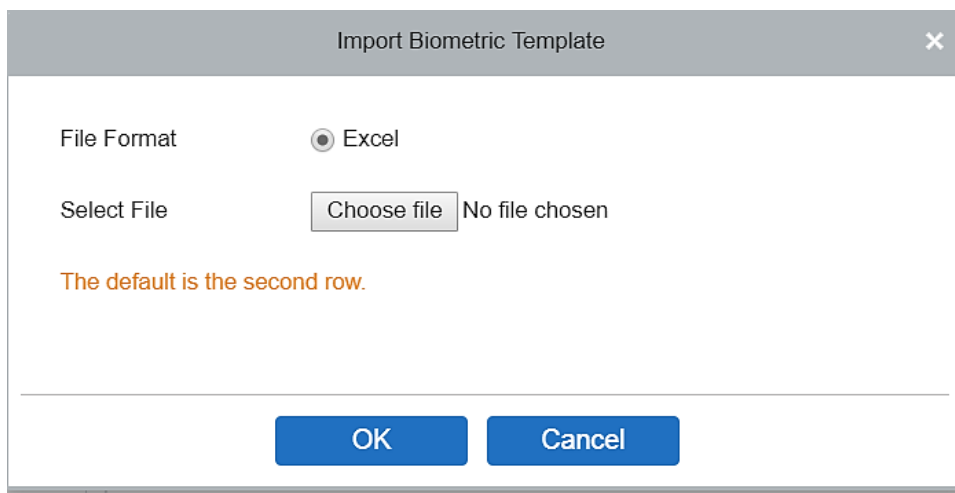 Import Biometric Template
File Format Excel
Select File Choose file No file chosen
The default is the second row.
OK Cancel